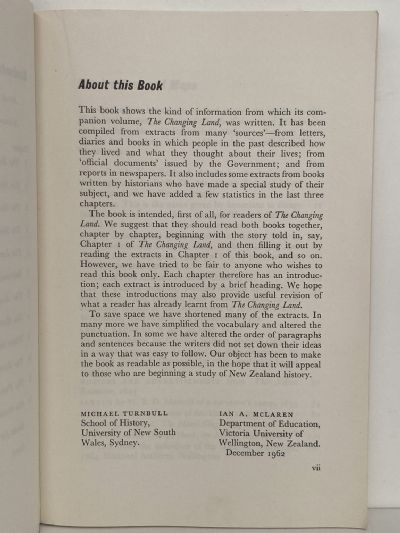 About this Book
This book shows the kind of information from which its com-
panion volume, The Changing Land, was written. It has been
compiled from extracts from many 'sources'—from letters,
diaries and books in which people in the past described how
they lived and what they thought about their lives; from
'official documents' issued by the Government; and from
reports in newspapers. It also includes some extracts from books
written by historians who have made a special study of their
subject, and we have added a few statistics in the last three
chapters.
The book is intended, first of all, for readers of The Changing
Land. We suggest that they should read both books together,
chapter by chapter, beginning with the story told in, say,
Chapter 1 of The Changing Land, and then filling it out by
reading the extracts in Chapter 1 of this book, and so on.
However, we have tried to be fair to anyone who wishes to
read this book only. Each chapter therefore has an introduc-
tion; each extract is introduced by a brief heading. We hope
that these introductions may also provide useful revision of
what a reader has already learnt from The Changing Land.
To save space we have shortened many of the extracts. In
many more we have simplified the vocabulary and altered the
punctuation. In some we have altered the order of paragraphs
and sentences because the writers did not set down their ideas
in a way that was easy to follow. Our object has been to make
the book as readable as possible, in the hope that it will appeal
to those who are beginning a study of New Zealand history.
MICHAEL TURNBULL
School of History,
University of New South
Wales, Sydney.
IAN A. MCLAREN
Department of Education,
Victoria University of
Wellington, New Zealand.
December 1962
vii